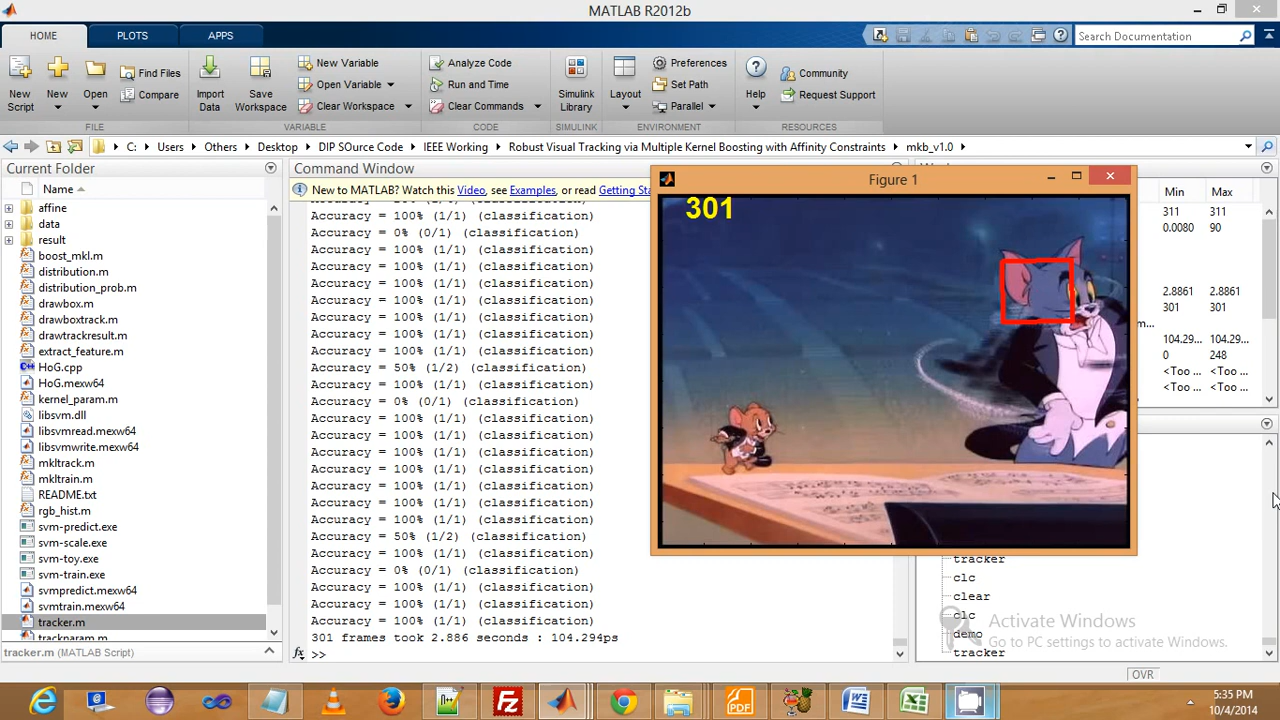 MATLAB R2012b
HOME PLOTS APPS
Search Documentation
New Script
New
Open
Find Files
Compare
Import Data
Save Workspace
New Variable
Open Variable
Clear Workspace
Analyze Code
Run and Time
Clear Commands
Simulink Library
Layout
Preferences
Set Path
Parallel
Help
Community
Request Support
FILE VARIABLE CODE SIMULINK ENVIRONMENT RESOURCES
C: Users Others Desktop DIP SOurce Code IEEE Working Robust Visual Tracking via Multiple Kernel Boosting with Affinity Constraints mkb_v1.0
Current Folder
Name
affine
data
result
boost_mkl.m
distribution.m
distribution_prob.m
drawbox.m
drawboxtrack.m
drawtrackresult.m
extract_feature.m
HoG.cpp
HoG.mexw64
kernel_param.m
libsvm.dll
libsvmread.mexw64
libsvmwrite.mexw64
mkltrack.m
mkltrain.m
README.txt
rgb_hist.m
svm-predict.exe
svm-scale.exe
svm-toy.exe
svm-train.exe
svmpredict.mexw64
svmtrain.mexw64
tracker.m
trackparam.m
tracker.m (MATLAB Script)
Command Window
New to MATLAB? Watch this Video, see Examples, or read Getting Sta
Accuracy = 100% (1/1) (classification)
Accuracy = 0% (0/1) (classification)
Accuracy = 100% (1/1) (classification)
Accuracy = 100% (1/1) (classification)
Accuracy = 100% (1/1) (classification)
Accuracy = 100% (1/1) (classification)
Accuracy = 100% (1/1) (classification)
Accuracy = 100% (1/1) (classification)
Accuracy = 100% (1/1) (classification)
Accuracy = 50% (1/2) (classification)
Accuracy = 100% (1/1) (classification)
Accuracy = 0% (0/1) (classification)
Accuracy = 100% (1/1) (classification)
Accuracy = 100% (1/1) (classification)
Accuracy = 100% (1/1) (classification)
Accuracy = 100% (1/1) (classification)
Accuracy = 100% (1/1) (classification)
Accuracy = 100% (1/1) (classification)
Accuracy = 100% (1/1) (classification)
Accuracy = 50% (1/2) (classification)
Accuracy = 100% (1/1) (classification)
Accuracy = 0% (0/1) (classification)
Accuracy = 100% (1/1) (classification)
Accuracy = 100% (1/1) (classification)
Accuracy = 100% (1/1) (classification)
301 frames took 2.886 seconds : 104.294ps
fx >>
Figure 1
301
Min Max
311 311
0.0080 90
2.8861 2.8861
301 301
104.29... 104.29...
0 248
<Too ... <Too ...
<Too ... <Too ...
tracker
clc
clear
clc
demo
tracker
Activate Windows
Go to PC settings to activate Windows.
OVR
5:35 PM
10/4/2014